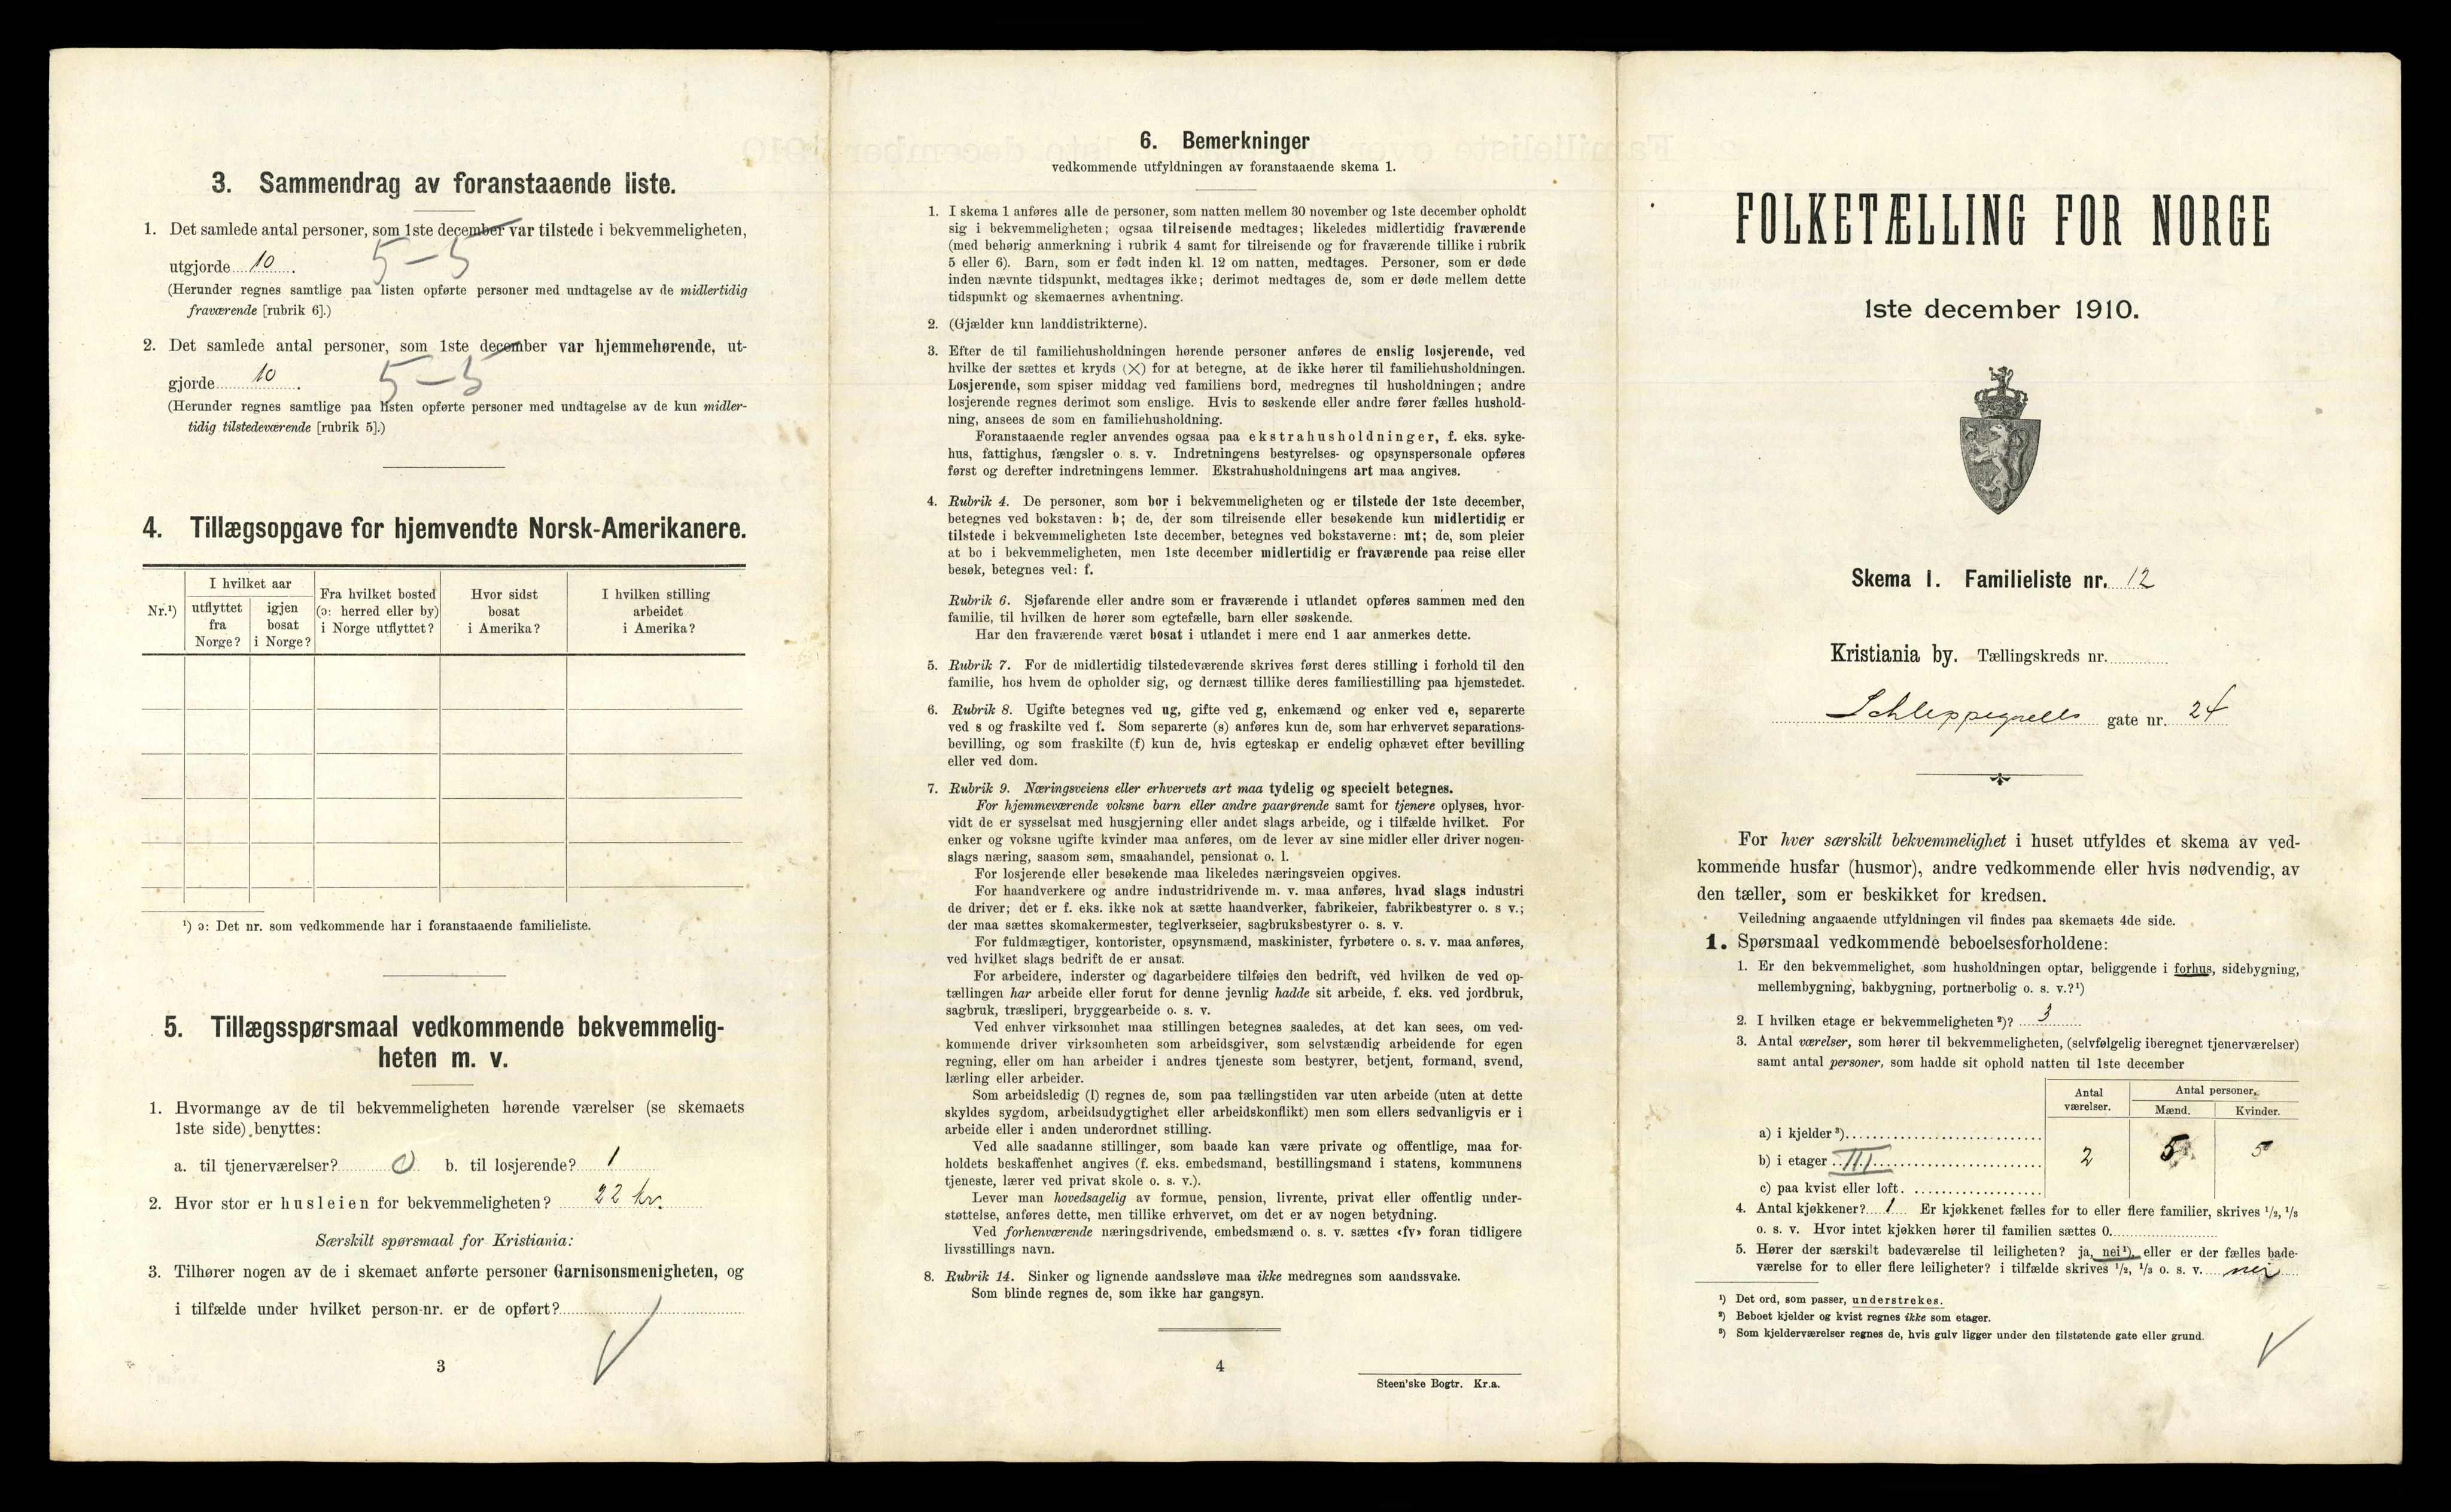 3. Sammendrag av foranstaaende liste.
1. Det samlede antal personer, som 1ste december var tilstede i bekvemmeligheten,
utgjorde 10.
5-5
(Herunder regnes samtlige paa listen opførte personer med undtagelse av de midlertidig
fraværende [rubrik 6].)
2. Det samlede antal personer, som 1ste december var hjemmehørende, ut-
gjorde 10.
5-5
(Herunder regnes samtlige paa listen opførte personer med undtagelse av de kun midler-
tidig tilstedeværende [rubrik 5].)
4. Tillægsopgave for hjemvendte Norsk-Amerikanere.
Nr.¹)
I hvilket aar
utflyttet fra Norge?
igjen bosat i Norge?
Fra hvilket bosted (ɔ: herred eller by) i Norge utflyttet?
Hvor sidst bosat i Amerika?
I hvilken stilling arbeidet i Amerika?
¹) ɔ: Det nr. som vedkommende har i foranstaaende familieliste.
5. Tillægsspørsmaal vedkommende bekvemmelig-
heten m. v.
1. Hvormange av de til bekvemmeligheten hørende værelser (se skemaets
1ste side) benyttes:
a. til tjenerværelser? 0 b. til losjerende? 1
2. Hvor stor er husleien for bekvemmeligheten? 22 kr.
Særskilt spørsmaal for Kristiania:
3. Tilhører nogen av de i skemaet anførte personer Garnisonsmenigheten, og
i tilfælde under hvilket person-nr. er de opført?
3
6. Bemerkninger
vedkommende utfyldningen av foranstaaende skema 1.
1. I skema 1 anføres alle de personer, som natten mellem 30 november og 1ste december opholdt
sig i bekvemmeligheten; ogsaa tilreisende medtages; likeledes midlertidig fraværende
(med behørig anmerkning i rubrik 4 samt for tilreisende og for fraværende tillike i rubrik
5 eller 6). Barn, som er født inden kl. 12 om natten, medtages. Personer, som er døde
inden nævnte tidspunkt, medtages ikke; derimot medtages de, som er døde mellem dette
tidspunkt og skemaernes avhentning.
2. (Gjælder kun landdistrikterne).
3. Efter de til familiehusholdningen hørende personer anføres de enslig losjerende, ved
hvilke der sættes et kryds (×) for at betegne, at de ikke hører til familiehusholdningen.
Losjerende, som spiser middag ved familiens bord, medregnes til husholdningen; andre
losjerende regnes derimot som enslige. Hvis to søskende eller andre fører fælles hushold-
ning, ansees de som en familiehusholdning.
Foranstaaende regler anvendes ogsaa paa ekstrahusholdninger, f. eks. syke-
hus, fattighus, fængsler o. s. v. Indretningens bestyrelses- og opsynspersonale opføres
først og derefter indretningens lemmer. Ekstrahusholdningens art maa angives.
4. Rubrik 4. De personer, som bor i bekvemmeligheten og er tilstede der 1ste december,
betegnes ved bokstaven: b; de, der som tilreisende eller besøkende kun midlertidig er
tilstede i bekvemmeligheten 1ste december, betegnes ved bokstaverne: mt; de, som pleier
at bo i bekvemmeligheten, men 1ste december midlertidig er fraværende paa reise eller
besøk, betegnes ved: f.
Rubrik 6. Sjøfarende eller andre som er fraværende i utlandet opføres sammen med den
familie, til hvilken de hører som egtefælle, barn eller søskende.
Har den fraværende været bosat i utlandet i mere end 1 aar anmerkes dette.
5. Rubrik 7. For de midlertidig tilstedeværende skrives først deres stilling i forhold til den
familie, hos hvem de opholder sig, og dernæst tillike deres familiestilling paa hjemstedet.
6. Rubrik 8. Ugifte betegnes ved ug, gifte ved g, enkemænd og enker ved e, separerte
ved s og fraskilte ved f. Som separerte (s) anføres kun de, som har erhvervet separations-
bevilling, og som fraskilte (f) kun de, hvis egteskap er endelig ophævet efter bevilling
eller ved dom.
7. Rubrik 9. Næringsveiens eller erhvervets art maa tydelig og specielt betegnes.
For hjemmeværende voksne barn eller andre paarørende samt for tjenere oplyses, hvor-
vidt de er sysselsat med husgjerning eller andet slags arbeide, og i tilfælde hvilket. For
enker og voksne ugifte kvinder maa anføres, om de lever av sine midler eller driver nogen-
slags næring, saasom søm, smaahandel, pensionat o. l.
For losjerende eller besøkende maa likeledes næringsveien opgives.
For haandverkere og andre industridrivende m. v. maa anføres, hvad slags industri
de driver; det er f. eks. ikke nok at sætte haandverker, fabrikeier, fabrikbestyrer o. s v.;
der maa sættes skomakermester, teglverkseier, sagbruksbestyrer o. s. v.
For fuldmægtiger, kontorister, opsynsmænd, maskinister, fyrbøtere o. s. v. maa anføres,
ved hvilket slags bedrift de er ansat.
For arbeidere, inderster og dagarbeidere tilføies den bedrift, ved hvilken de ved op-
tællingen har arbeide eller forut for denne jevnlig hadde sit arbeide, f. eks. ved jordbruk,
sagbruk, træsliperi, bryggearbeide o. s. v.
Ved enhver virksomhet maa stillingen betegnes saaledes, at det kan sees, om ved-
kommende driver virksomheten som arbeidsgiver, som selvstændig arbeidende for egen
regning, eller om han arbeider i andres tjeneste som bestyrer, betjent, formand, svend,
lærling eller arbeider.
Som arbeidsledig (l) regnes de, som paa tællingstiden var uten arbeide (uten at dette
skyldes sygdom, arbeidsudygtighet eller arbeidskonflikt) men som ellers sedvanligvis er i
arbeide eller i anden underordnet stilling.
Ved alle saadanne stillinger, som baade kan være private og offentlige, maa for-
holdets beskaffenhet angives (f. eks. embedsmand, bestillingsmand i statens, kommunens
tjeneste, lærer ved privat skole o. s. v.).
Lever man hovedsagelig av formue, pension, livrente, privat eller offentlig under-
støttelse, anføres dette, men tillike erhvervet, om det er av nogen betydning.
Ved forhenværende næringsdrivende, embedsmænd o. s. v. sættes «fv» foran tidligere
livsstillings navn.
8. Rubrik 14. Sinker og lignende aandssløve maa ikke medregnes som aandssvake.
Som blinde regnes de, som ikke har gangsyn.
4
Steen'ske Bogtr. Kr.a.
FOLKETÆLLING FOR NORGE
1ste december 1910.
Skema 1. Familieliste nr. 12
Kristiania by. Tællingskreds nr.
Schleppegrells gate nr. 24
For hver særskilt bekvemmelighet i huset utfyldes et skema av ved-
kommende husfar (husmor), andre vedkommende eller hvis nødvendig, av
den tæller, som er beskikket for kredsen.
Veiledning angaaende utfyldningen vil findes paa skemaets 4de side.
1. Spørsmaal vedkommende beboelsesforholdene:
1. Er den bekvemmelighet, som husholdningen optar, beliggende i forhus, sidebygning,
mellembygning, bakbygning, portnerbolig o. s. v.?¹)
2. I hvilken etage er bekvemmeligheten²)? 3
3. Antal værelser, som hører til bekvemmeligheten, (selvfølgelig iberegnet tjenerværelser)
samt antal personer, som hadde sit ophold natten til 1ste december
Antal værelser.
Antal personer.
Mænd. Kvinder.
a) i kjelder³)
b) i etager III 2 5 5
c) paa kvist eller loft.
4. Antal kjøkkener? 1 Er kjøkkenet fælles for to eller flere familier, skrives ¹/₂, ¹/₃
o. s. v. Hvor intet kjøkken hører til familien sættes 0.
5. Hører der særskilt badeværelse til leiligheten? ja, nei¹), eller er der fælles bade-
værelse for to eller flere leiligheter? i tilfælde skrives ¹/₂, ¹/₃ o. s. v. nei
¹) Det ord, som passer, understrekes.
²) Beboet kjelder og kvist regnes ikke som etager.
³) Som kjelderværelser regnes de, hvis gulv ligger under den tilstøtende gate eller grund.